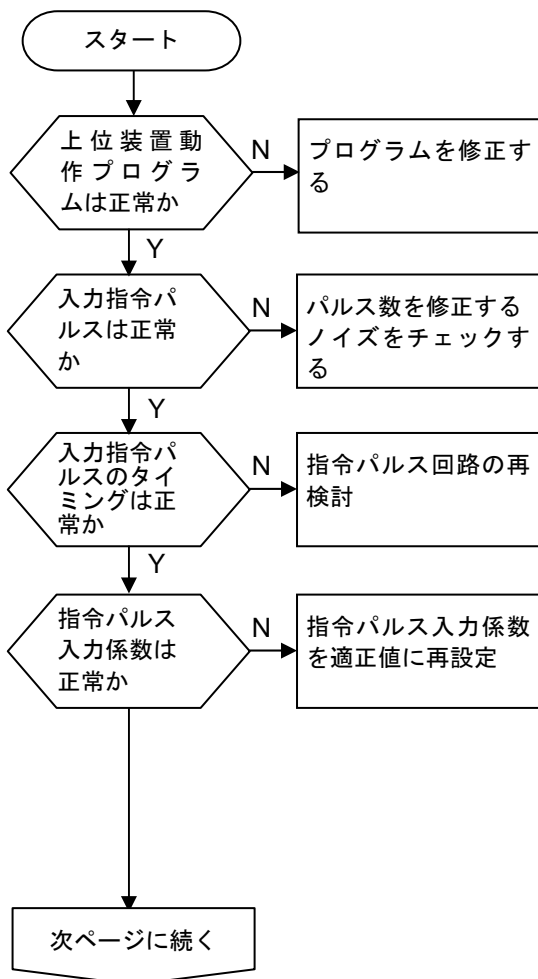 スタート
上位装置動
作プログラ
ムは正常か
N
プログラムを修正す
る
Y
入力指令パ
ルスは正常
か
N
パルス数を修正する
ノイズをチェックす
る
Y
入力指令パ
ルスのタイ
ミングは正
常か
N
指令パルス回路の再
検討
Y
指令パルス
入力係数は
正常か
N
指令パルス入力係数
を適正値に再設定
次ページに続く